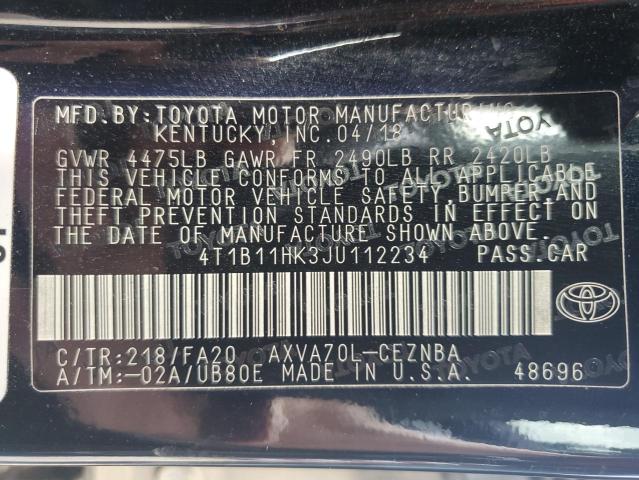 MFD.BY:TOYOTA MOTOR MANUFACTURING
KENTUCKY,INC.04/18
GVWR 4475LB GAWR FR 2490LB RR 2420LB
THIS VEHICLE CONFORMS TO ALL APPLICABLE
FEDERAL MOTOR VEHICLE SAFETY,BUMPER,AND
THEFT PREVENTION STANDARDS IN EFFECT ON
THE DATE OF MANUFACTURE SHOWN ABOVE.
4T1B11HK3JU112234 PASS.CAR
C/TR:218/FA20 AXVA70L-CEZNBA
A/TM:-02A/UB80E MADE IN U.S.A. 48696